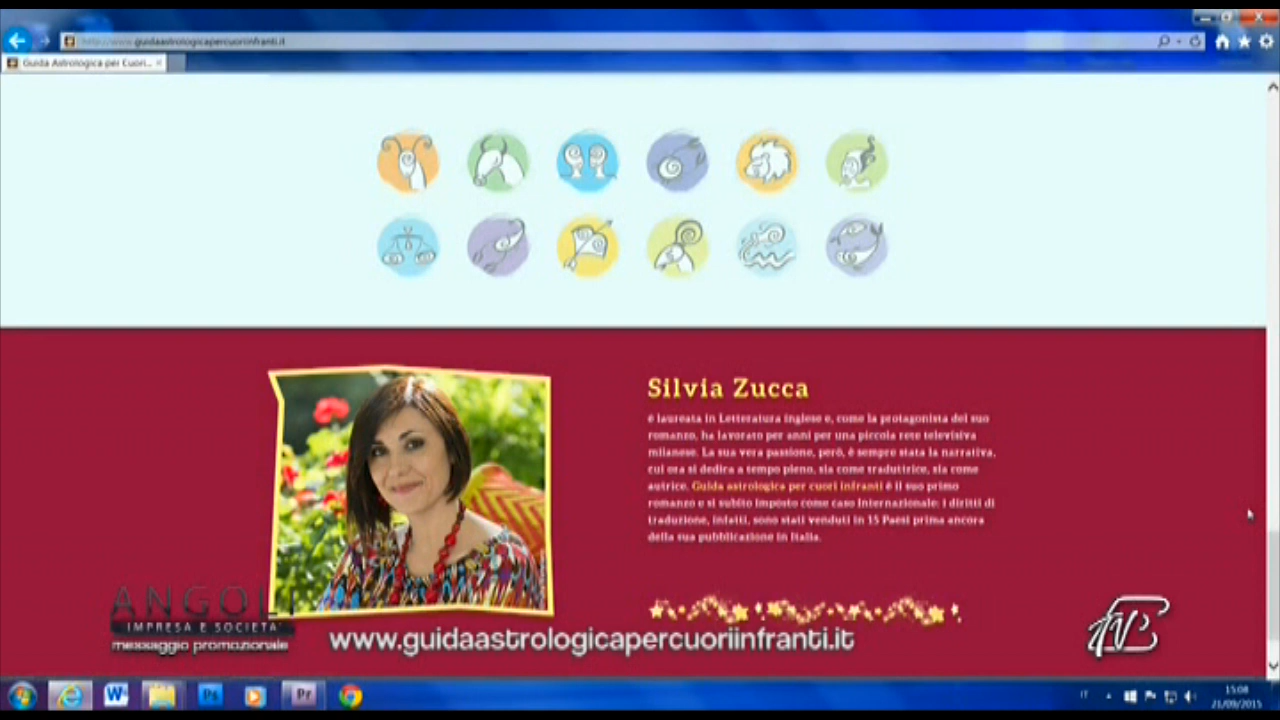 http://www.guidaastrologicapercuoriinfranti.it
Guida Astrologica per Cuori...
Silvia Zucca
è laureata in Letteratura inglese e, come la protagonista del suo
romanzo, ha lavorato per anni per una piccola rete televisiva
milanese. La sua vera passione, però, è sempre stata la narrativa,
cui ora si dedica a tempo pieno, sia come traduttrice, sia come
autrice. Guida astrologica per cuori infranti è il suo primo
romanzo e si subito imposto come caso internazionale: i diritti di
traduzione, infatti, sono stati venduti in 15 Paesi prima ancora
della sua pubblicazione in Italia.
ANGOLI
IMPRESA E SOCIETA'
messaggio promozionale
www.guidaastrologicapercuoriinfranti.it
W
Ps
Pr
IT
15:08
21/09/2015